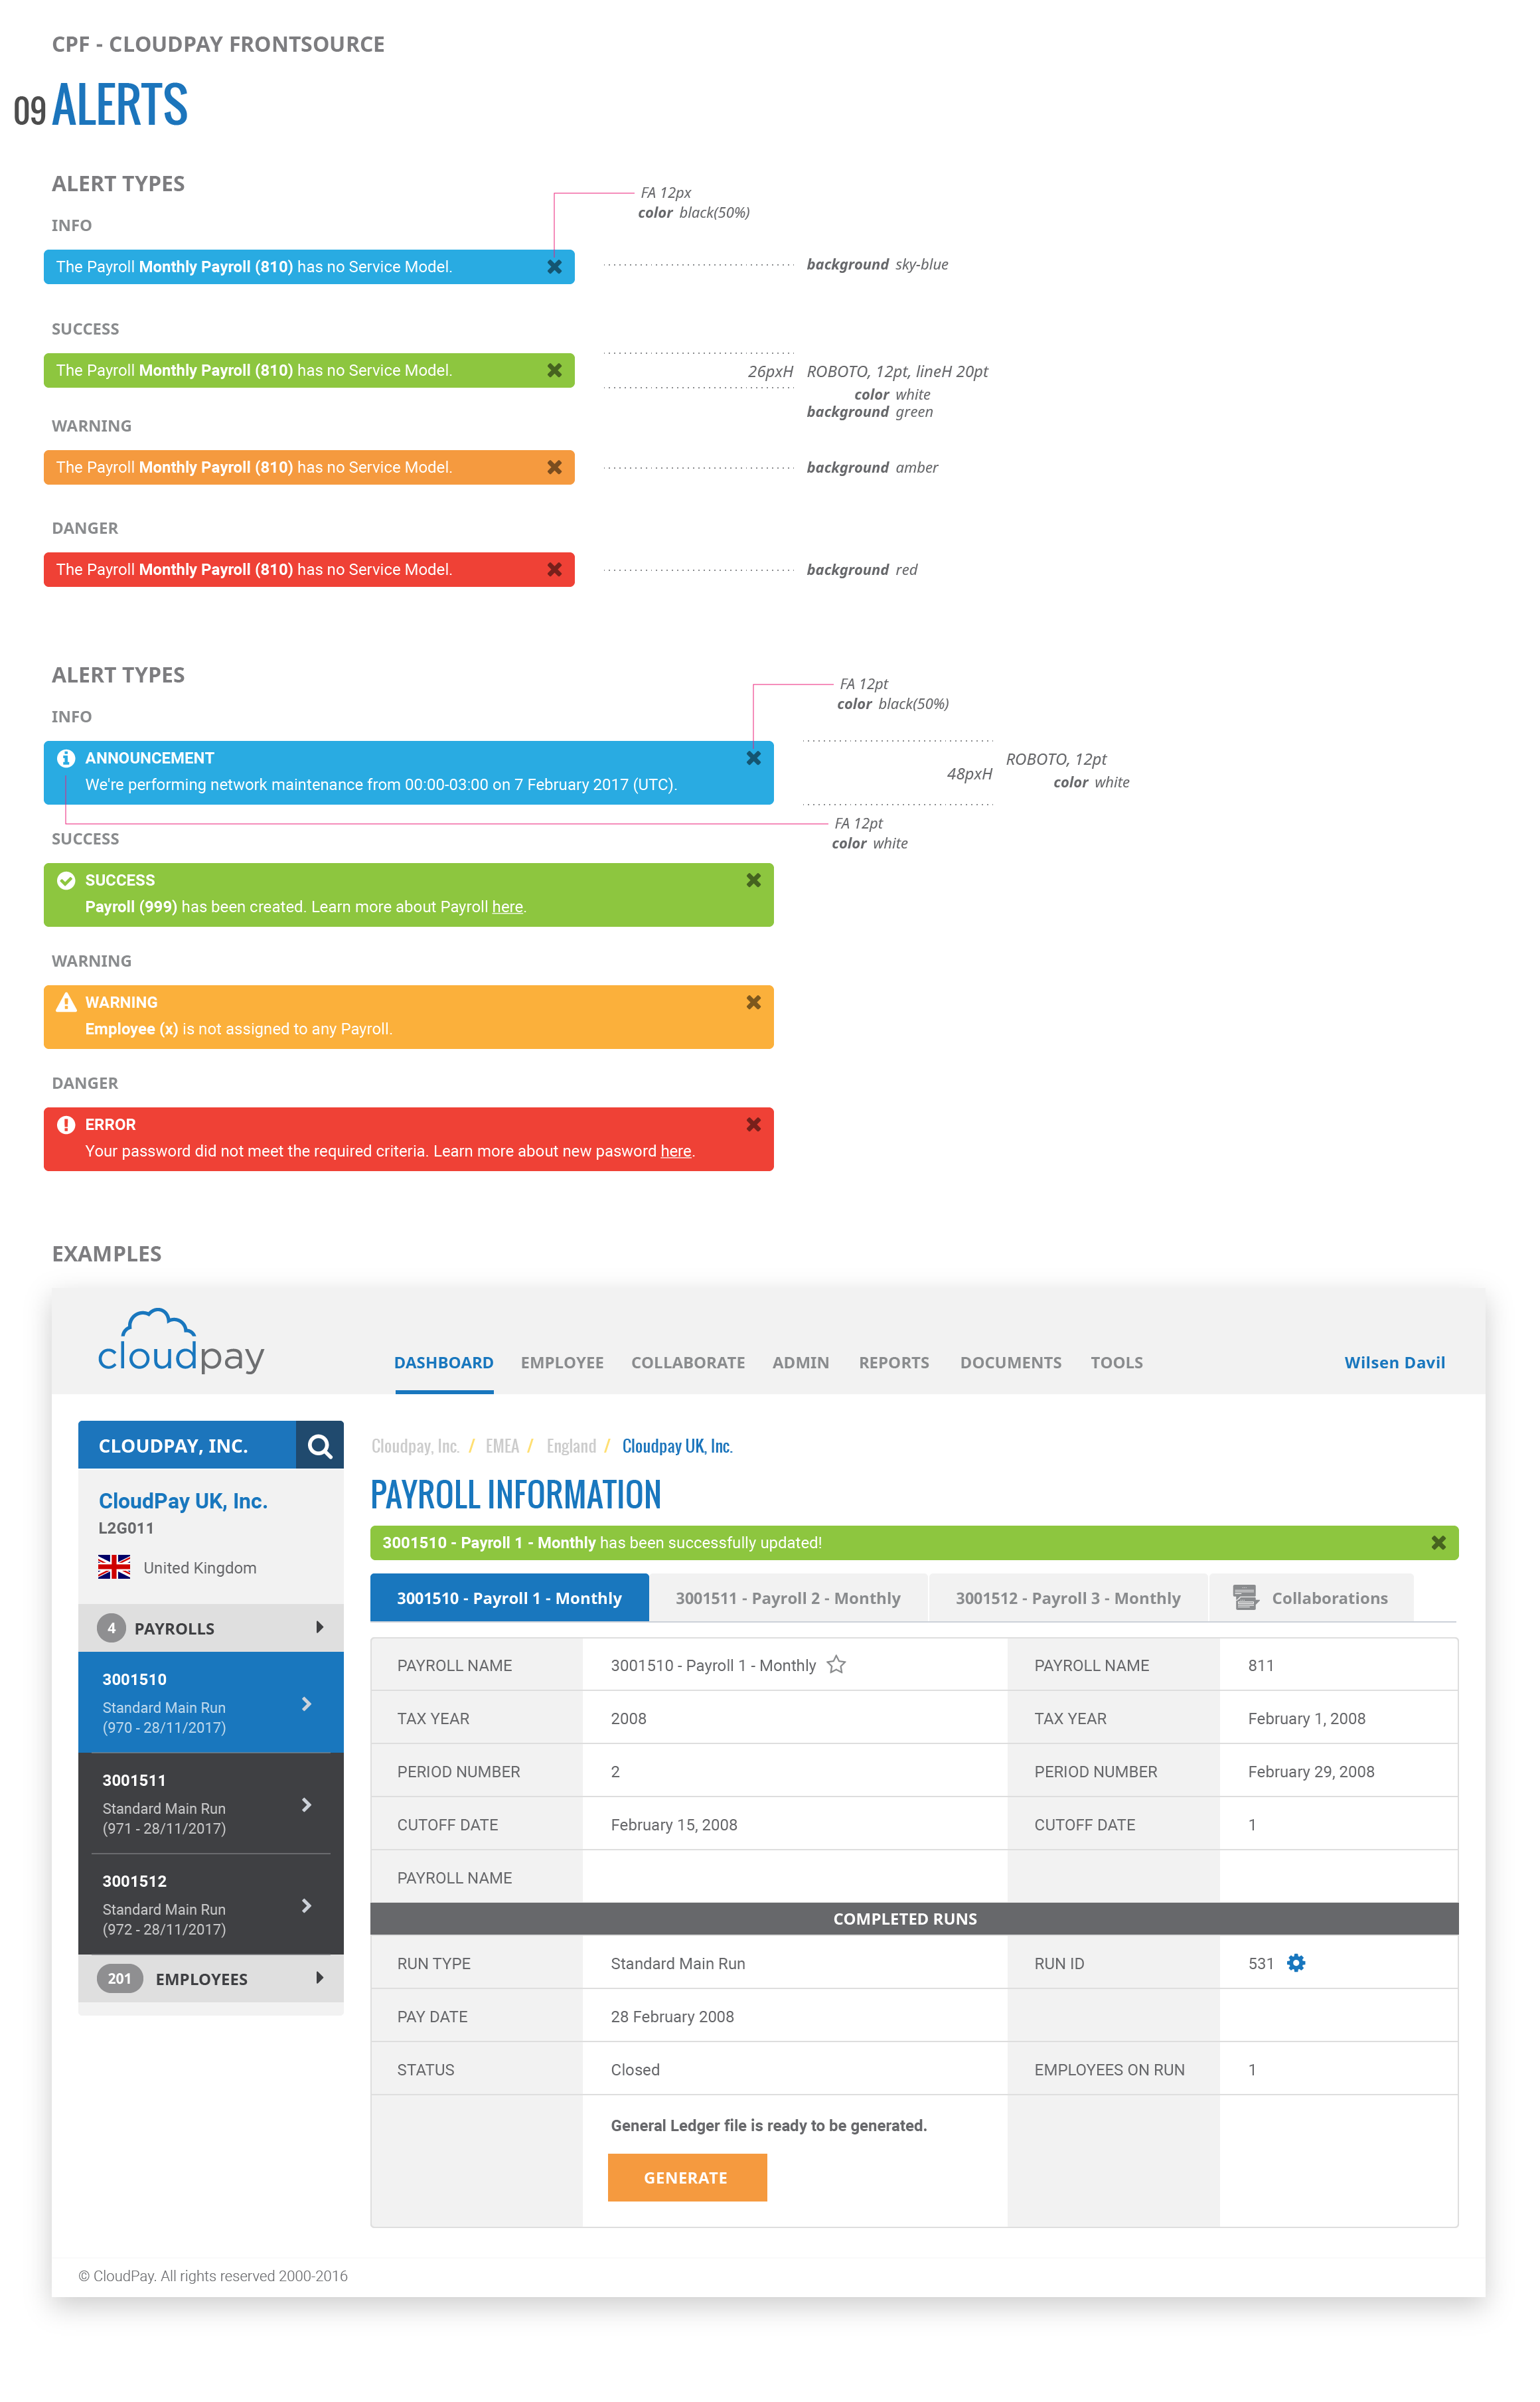 CPF - CLOUDPAY FRONTSOURCE
09 ALERTS
ALERT TYPES
FA 12px
color black(50%)
INFO
The Payroll Monthly Payroll (810) has no Service Model.
background sky-blue
SUCCESS
The Payroll Monthly Payroll (810) has no Service Model.
26pxH ROBOTO, 12pt, lineH 20pt
color white
background green
WARNING
The Payroll Monthly Payroll (810) has no Service Model.
background amber
DANGER
The Payroll Monthly Payroll (810) has no Service Model.
background red
ALERT TYPES
FA 12pt
color black(50%)
INFO
ANNOUNCEMENT
We're performing network maintenance from 00:00-03:00 on 7 February 2017 (UTC).
48pxH ROBOTO, 12pt
color white
FA 12pt
color white
SUCCESS
SUCCESS
Payroll (999) has been created. Learn more about Payroll here.
WARNING
WARNING
Employee (x) is not assigned to any Payroll.
DANGER
ERROR
Your password did not meet the required criteria. Learn more about new pasword here.
EXAMPLES
cloudpay
DASHBOARD EMPLOYEE COLLABORATE ADMIN REPORTS DOCUMENTS TOOLS Wilsen Davil
CLOUDPAY, INC.
CloudPay UK, Inc.
L2G011
United Kingdom
4 PAYROLLS
3001510
Standard Main Run
(970 - 28/11/2017)
3001511
Standard Main Run
(971 - 28/11/2017)
3001512
Standard Main Run
(972 - 28/11/2017)
201 EMPLOYEES
Cloudpay, Inc. / EMEA / England / Cloudpay UK, Inc.
PAYROLL INFORMATION
3001510 - Payroll 1 - Monthly has been successfully updated!
3001510 - Payroll 1 - Monthly 3001511 - Payroll 2 - Monthly 3001512 - Payroll 3 - Monthly Collaborations
PAYROLL NAME 3001510 - Payroll 1 - Monthly PAYROLL NAME 811
TAX YEAR 2008 TAX YEAR February 1, 2008
PERIOD NUMBER 2 PERIOD NUMBER February 29, 2008
CUTOFF DATE February 15, 2008 CUTOFF DATE 1
PAYROLL NAME
COMPLETED RUNS
RUN TYPE Standard Main Run RUN ID 531
PAY DATE 28 February 2008
STATUS Closed EMPLOYEES ON RUN 1
General Ledger file is ready to be generated.
GENERATE
© CloudPay. All rights reserved 2000-2016